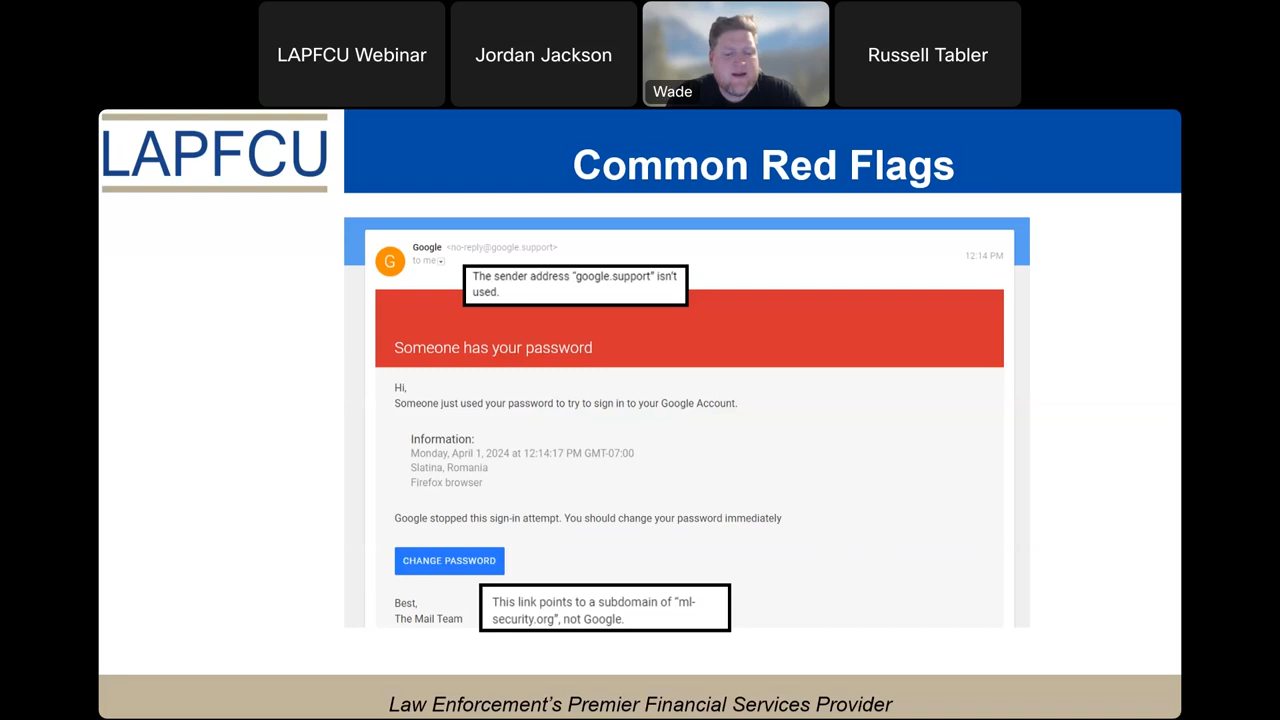 LAPFCU Webinar
Jordan Jackson
Wade
Russell Tabler
LAPFCU
Common Red Flags
G
Google <no-reply@google.support>
to me
12:14 PM
The sender address “google.support” isn’t
used.
Someone has your password
Hi,
Someone just used your password to try to sign in to your Google Account.
Information:
Monday, April 1, 2024 at 12:14:17 PM GMT-07:00
Slatina, Romania
Firefox browser
Google stopped this sign-in attempt. You should change your password immediately
CHANGE PASSWORD
Best,
The Mail Team
This link points to a subdomain of “ml-
security.org”, not Google.
Law Enforcement’s Premier Financial Services Provider